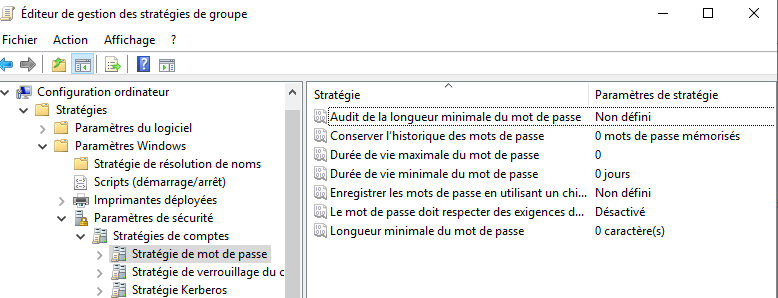 Éditeur de gestion des stratégies de groupe
Fichier Action Affichage ?
Configuration ordinateur
Stratégies
Paramètres du logiciel
Paramètres Windows
Stratégie de résolution de noms
Scripts (démarrage/arrêt)
Imprimantes déployées
Paramètres de sécurité
Stratégies de comptes
Stratégie de mot de passe
Stratégie de verrouillage du c
Stratégie Kerberos
Stratégie Paramètres de stratégie
Audit de la longueur minimale du mot de passe Non défini
Conserver l'historique des mots de passe 0 mots de passe mémorisés
Durée de vie maximale du mot de passe 0
Durée de vie minimale du mot de passe 0 jours
Enregistrer les mots de passe en utilisant un chi... Non défini
Le mot de passe doit respecter des exigences d... Désactivé
Longueur minimale du mot de passe 0 caractère(s)